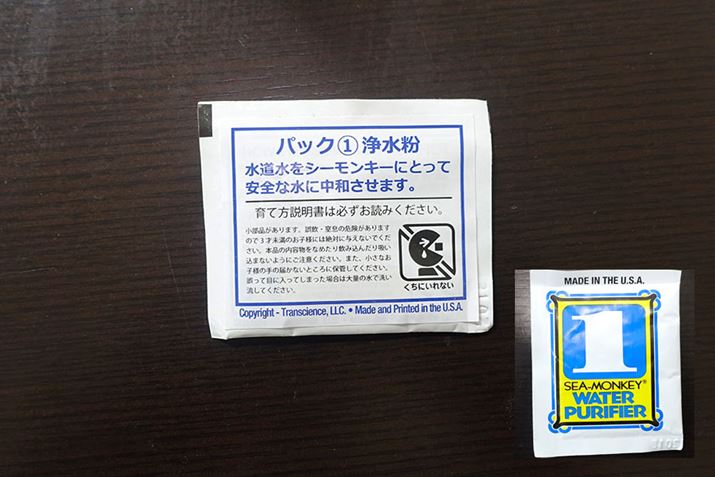 パック①浄水粉
水道水をシーモンキーにとって
安全な水に中和させます。
育て方説明書は必ずお読みください。
小部品があります。誤飲・窒息の危険があります
ので3才未満のお子様には絶対に与えないでくだ
さい。本品の内容物をなめたり飲み込んだり吸い
込まないようにご注意ください。また、小さなお
子様の手の届かないところに保管してください。
誤って目に入ってしまった場合は大量の水で洗い
流してください。
くちにいれない
Copyright - Transcience, LLC. • Made and Printed in the U.S.A.
MADE IN THE U.S.A.
1
SEA-MONKEY®
WATER
PURIFIER